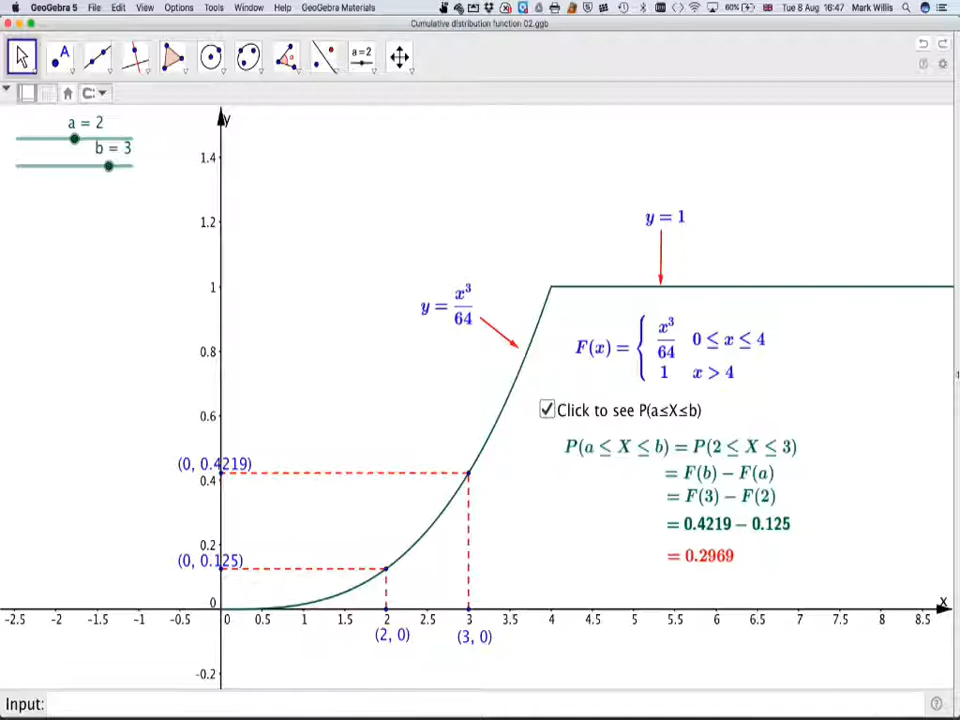 GeoGebra 5 File Edit View Options Tools Window Help GeoGebra Materials 60% Tue 8 Aug 16:47 Mark Willis
Cumulative distribution function 02.ggb
A
a=2
a = 2
b = 3
y
1.4
1.2
1
0.8
0.6
0.4
0.2
0
-0.2
y = 1
y = x³/64
F(x) = { x³/64 0 ≤ x ≤ 4
1 x > 4
Click to see P(a≤X≤b)
P(a ≤ X ≤ b) = P(2 ≤ X ≤ 3)
= F(b) − F(a)
= F(3) − F(2)
= 0.4219 − 0.125
= 0.2969
(0, 0.4219)
(0, 0.125)
x
-2.5 -2 -1.5 -1 -0.5 0 0.5 1 1.5 2 2.5 3 3.5 4 4.5 5 5.5 6 6.5 7 7.5 8 8.5
(2, 0) (3, 0)
Input: